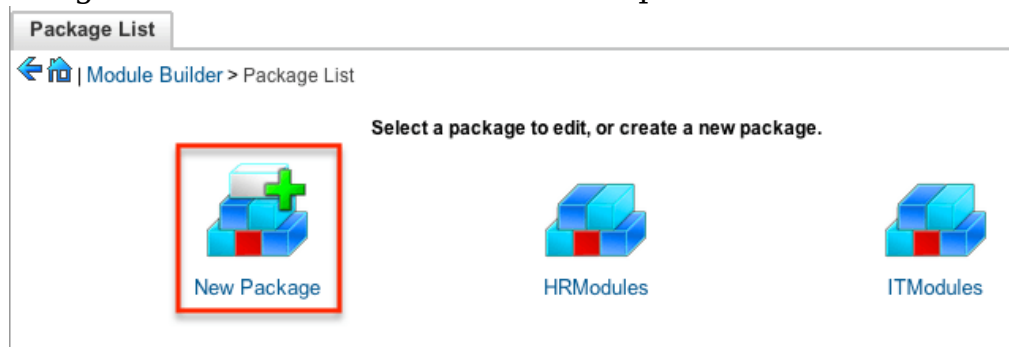 Package List
| Module Builder > Package List
Select a package to edit, or create a new package.
New Package
HRModules
ITModules